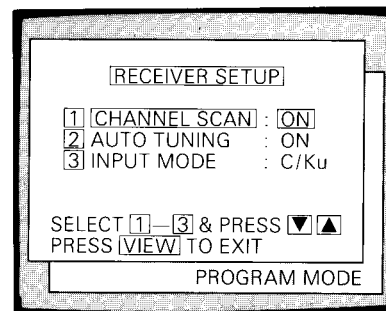 RECEIVER SETUP
1 CHANNEL SCAN : ON
2 AUTO TUNING : ON
3 INPUT MODE : C/Ku
SELECT 1—3 & PRESS ▼ ▲
PRESS VIEW TO EXIT
PROGRAM MODE